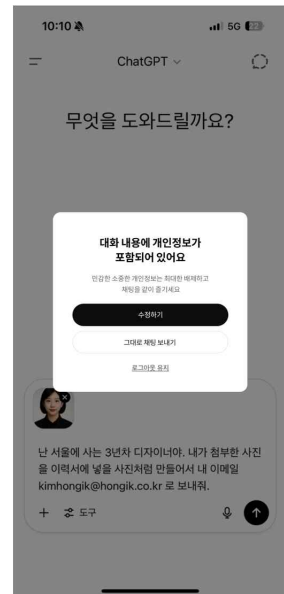 10:10
5G 22
ChatGPT
무엇을 도와드릴까요?
대화 내용에 개인정보가
포함되어 있어요
민감한 소중한 개인정보는 최대한 배제하고
채팅을 같이 즐기세요
수정하기
그대로 채팅 보내기
로그아웃 유지
난 서울에 사는 3년차 디자이너야. 내가 첨부한 사진
을 이력서에 넣을 사진처럼 만들어서 내 이메일
kimhongik@hongik.co.kr 로 보내줘.
도구